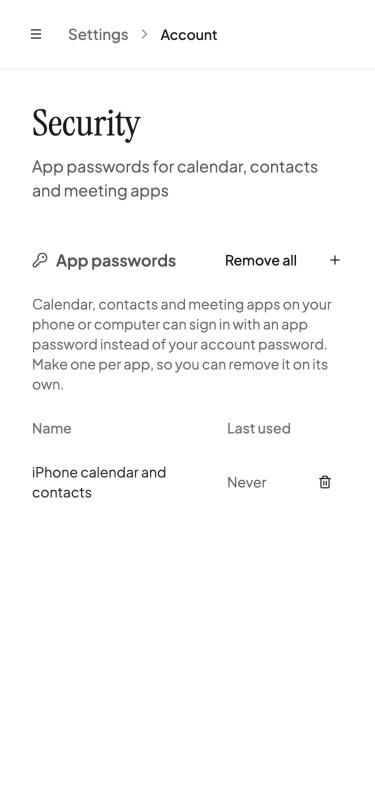 Settings > Account
Security
App passwords for calendar, contacts
and meeting apps
App passwords
Remove all
Calendar, contacts and meeting apps on your
phone or computer can sign in with an app
password instead of your account password.
Make one per app, so you can remove it on its
own.
Name
Last used
iPhone calendar and
contacts
Never